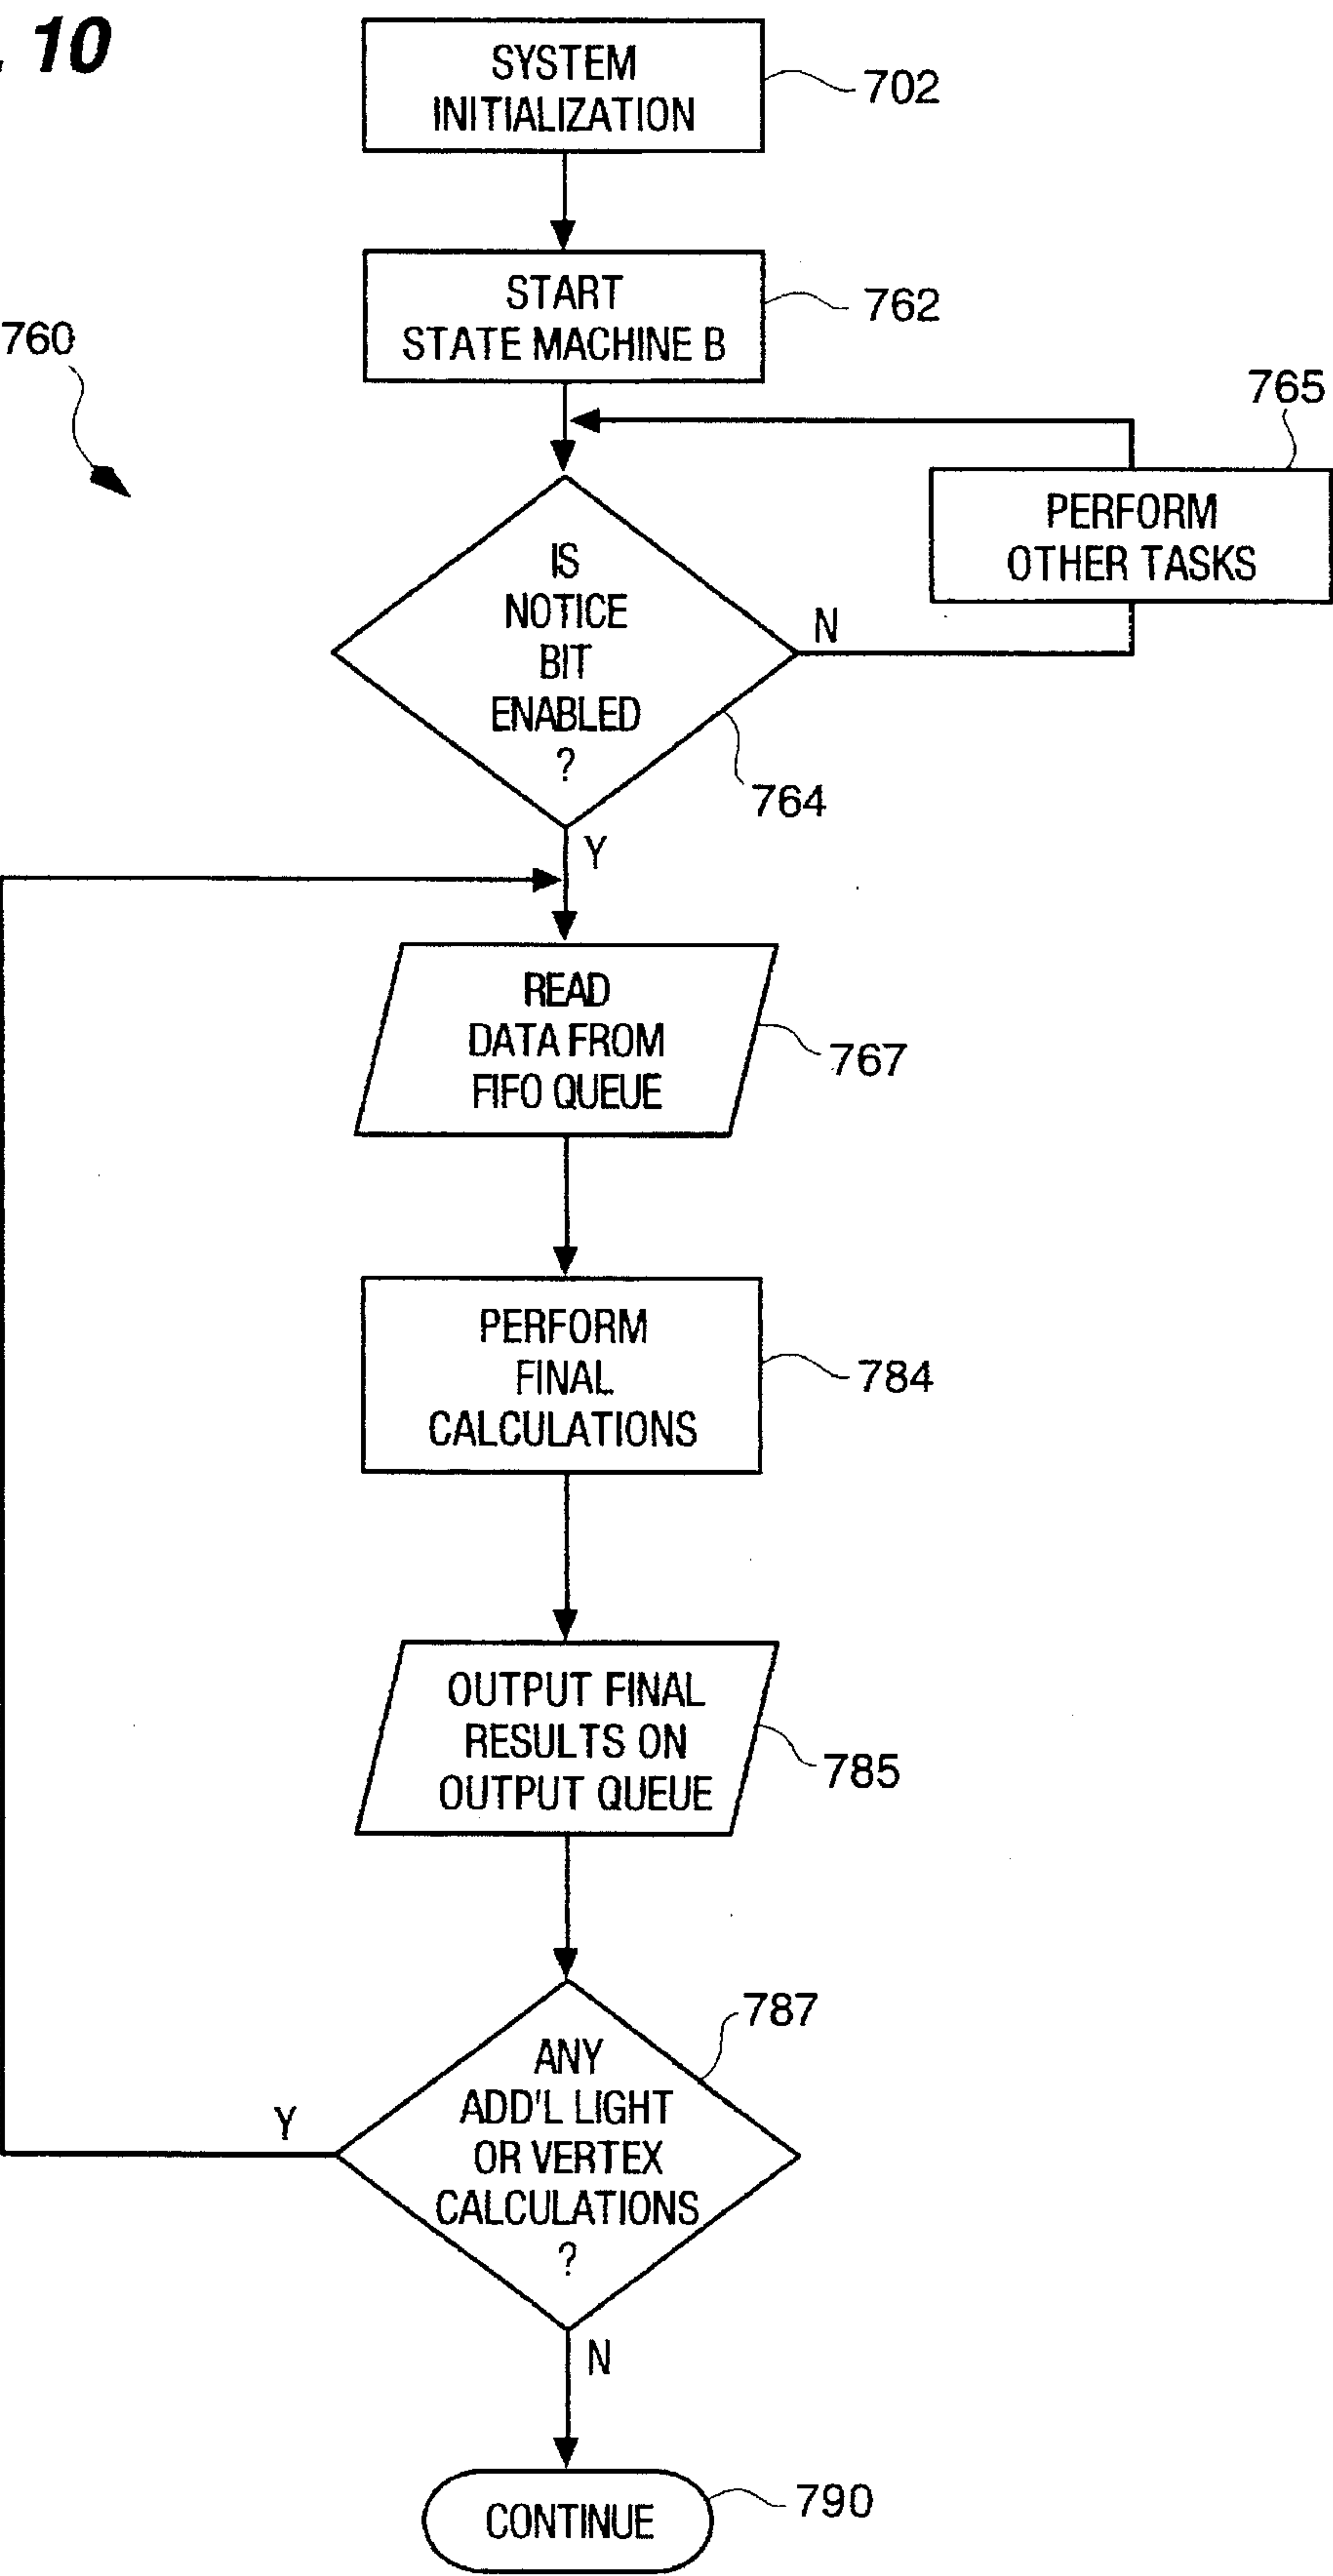 . 10
SYSTEM
INITIALIZATION
702
START
STATE MACHINE B
762
760
765
PERFORM
OTHER TASKS
IS
NOTICE
BIT
ENABLED
?
N
764
Y
READ
DATA FROM
FIFO QUEUE
767
PERFORM
FINAL
CALCULATIONS
784
OUTPUT FINAL
RESULTS ON
OUTPUT QUEUE
785
787
ANY
ADD'L LIGHT
OR VERTEX
CALCULATIONS
?
Y
N
CONTINUE
790